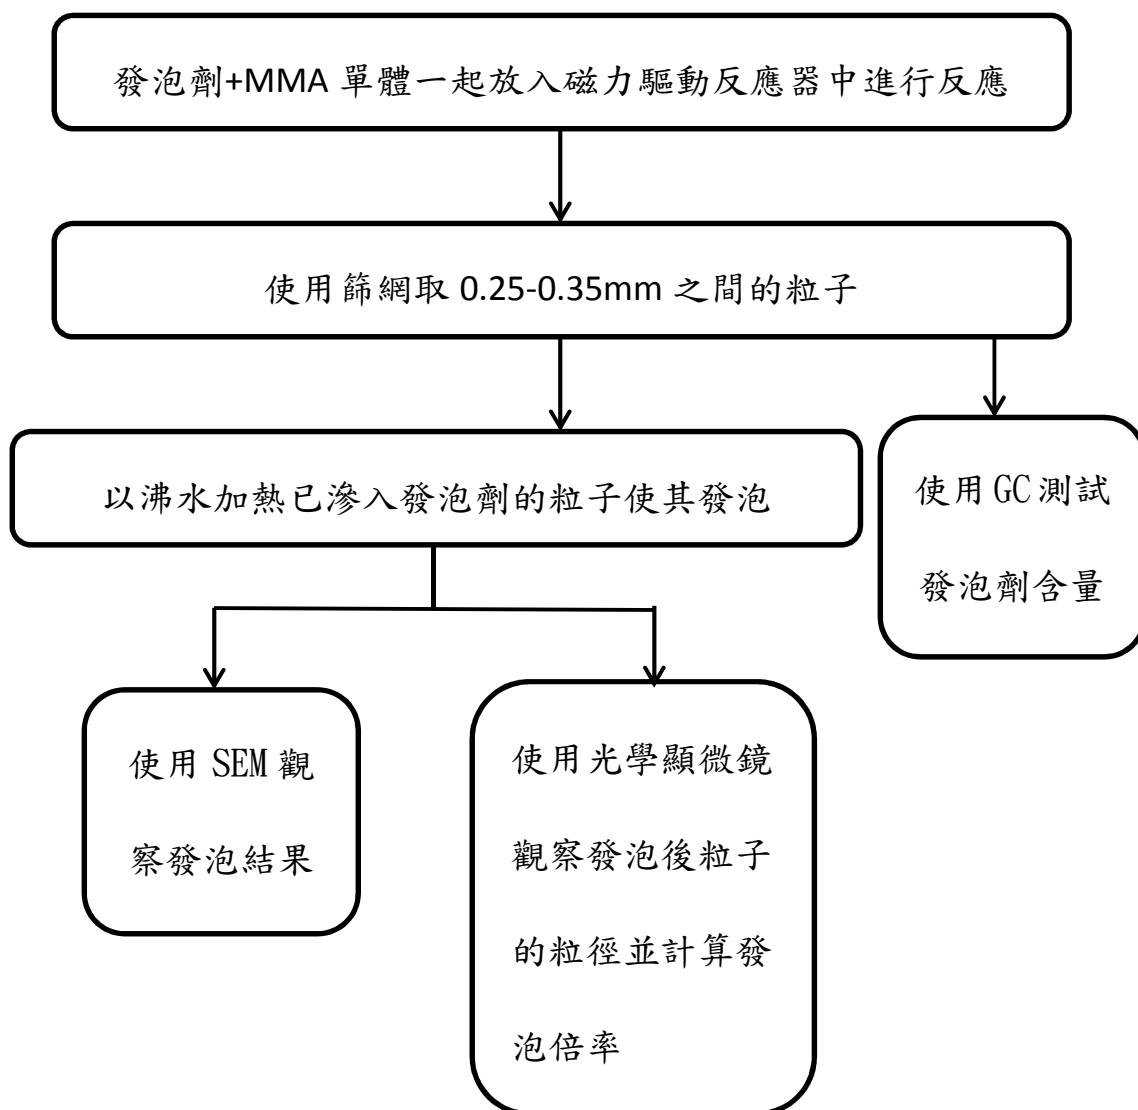 發泡劑+MMA 單體一起放入磁力驅動反應器中進行反應
使用篩網取 0.25-0.35mm 之間的粒子
以沸水加熱已滲入發泡劑的粒子使其發泡
使用 GC 測試
發泡劑含量
使用 SEM 觀
察發泡結果
使用光學顯微鏡
觀察發泡後粒子
的粒徑並計算發
泡倍率